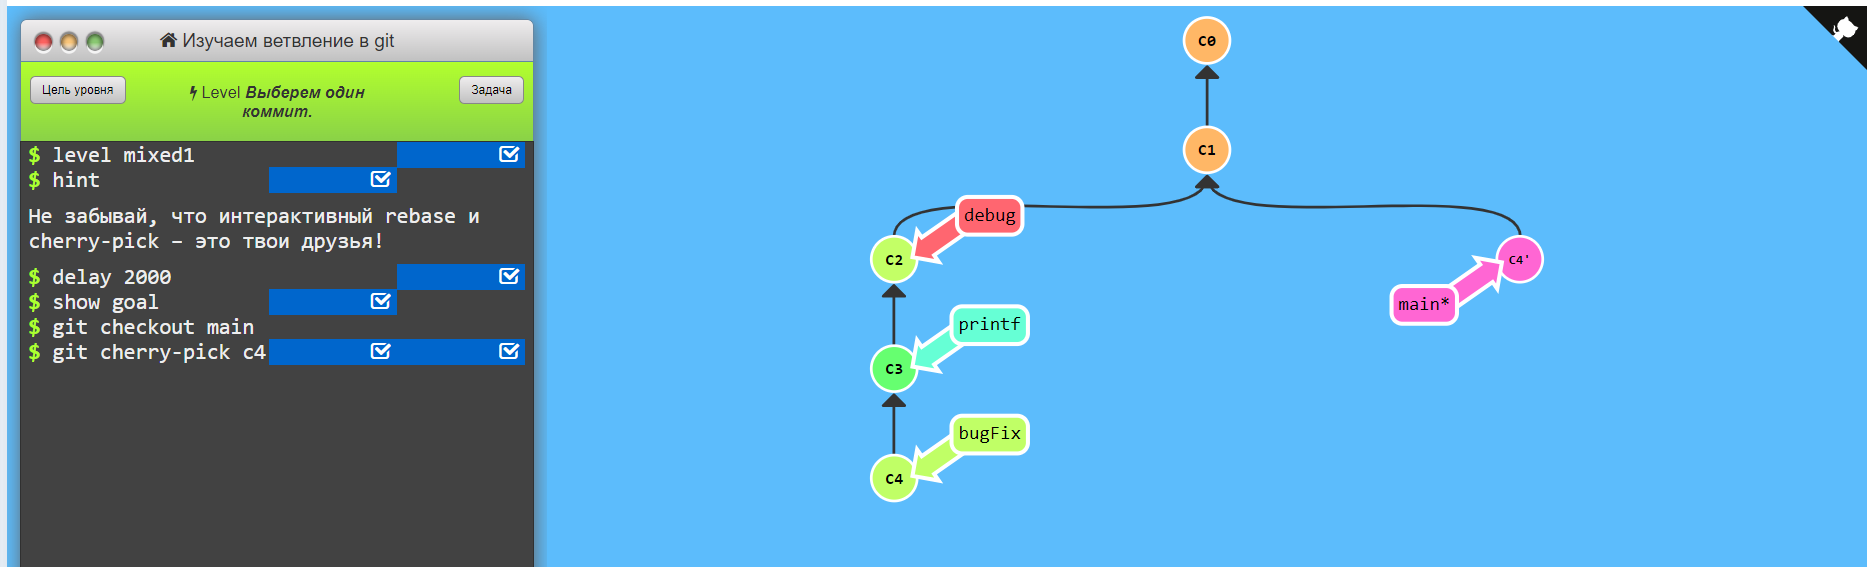 Изучаем ветвление в git
Цель уровня
Level Выберем один
коммит.
Задача
$ level mixed1
$ hint
Не забывай, что интерактивный rebase и
cherry-pick – это твои друзья!
$ delay 2000
$ show goal
$ git checkout main
$ git cherry-pick c4
C0
C1
debug
C2
C4'
main*
printf
C3
bugFix
C4